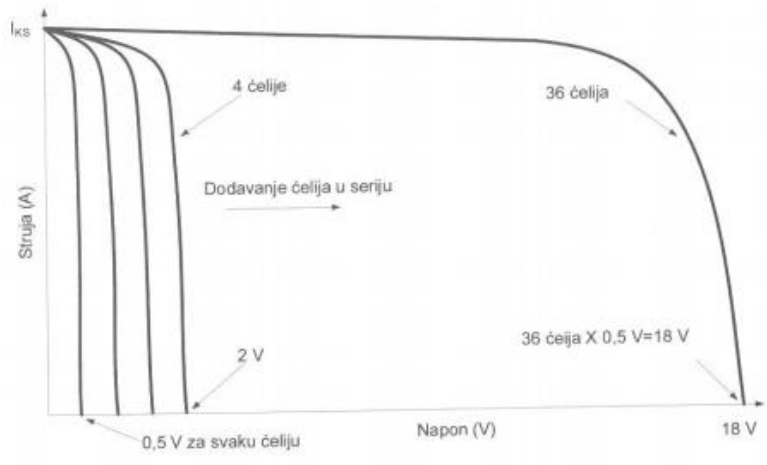 I_KS
4 ćelije
36 ćelija
Dodavanje ćelija u seriju
Struja (A)
36 ćeija X 0,5 V=18 V
2 V
0,5 V za svaku ćeliju
Napon (V)
18 V